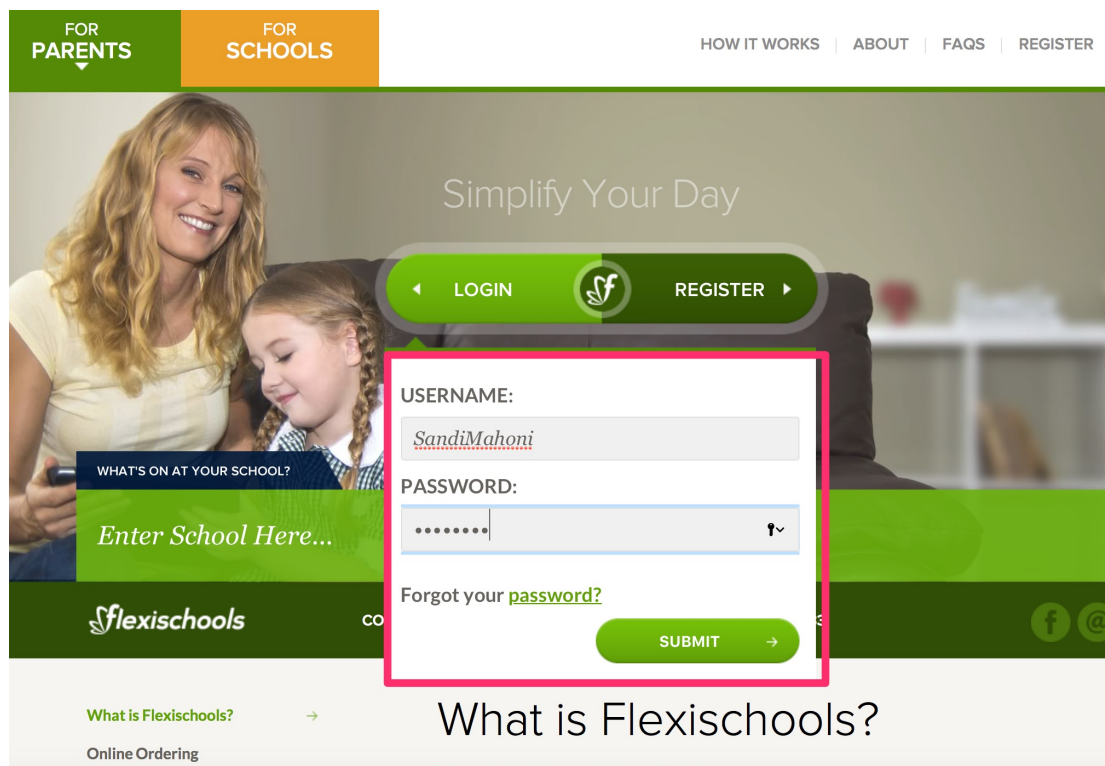 FOR
PARENTS
FOR
SCHOOLS
HOW IT WORKS
ABOUT
FAQS
REGISTER
Simplify Your Day
LOGIN
REGISTER
USERNAME:
SandiMahoni
PASSWORD:
WHAT'S ON AT YOUR SCHOOL?
Enter School Here...
Forgot your password?
SUBMIT
flexischools
CO
What is Flexischools?
What is Flexischools?
Online Ordering